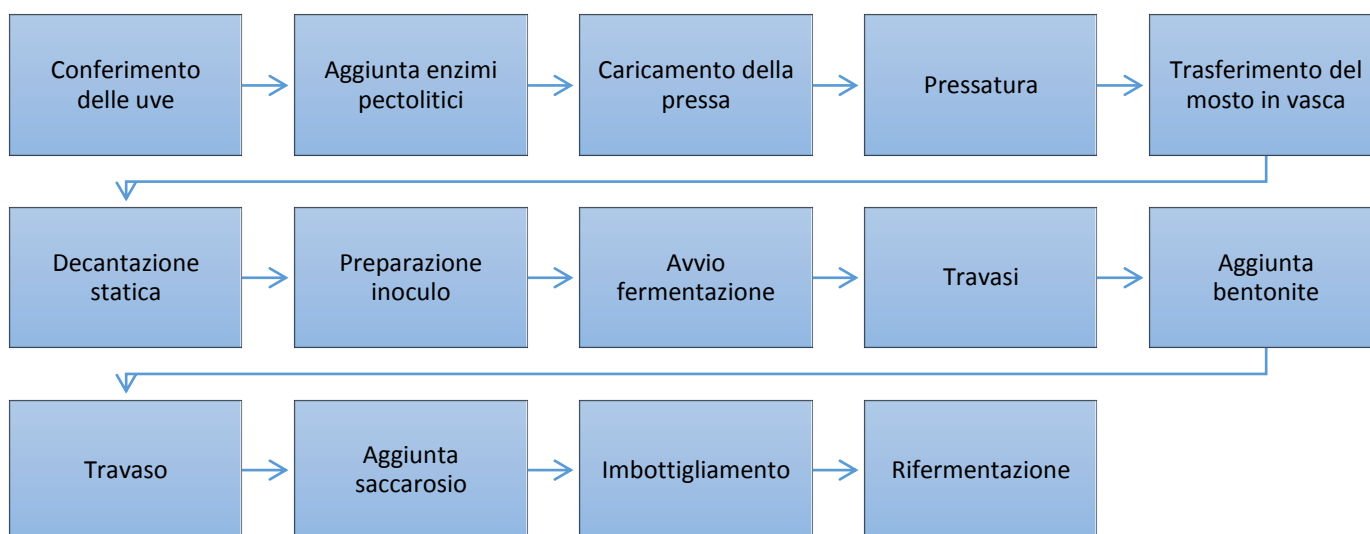 Conferimento
delle uve
Aggiunta enzimi
pectolitici
Caricamento della
pressa
Pressatura
Trasferimento del
mosto in vasca
Decantazione
statica
Preparazione
inoculo
Avvio
fermentazione
Travasi
Aggiunta
bentonite
Travaso
Aggiunta
saccarosio
Imbottigliamento
Rifermentazione